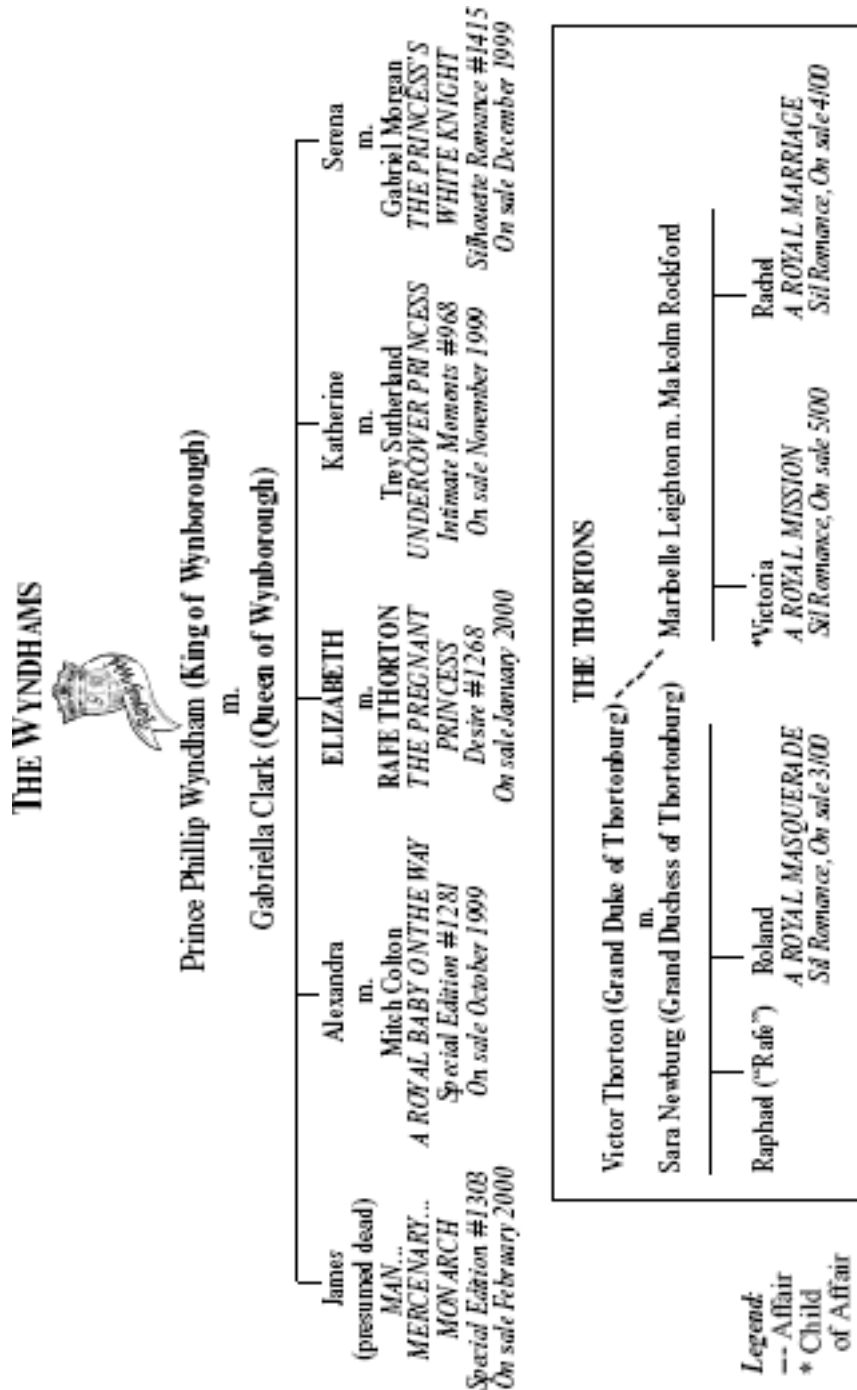 THE WYNDHAMS
Prince Phillip Wyndham (King of Wynborough)
m.
Gabriella Clark (Queen of Wynborough)
James
(presumed dead)
MAN...
MERCENARY...
MONARCH
Special Edition #1303
On sale February 2000
Alexandra
m.
Mitch Colton
A ROYAL BABY ON THE WAY
Special Edition #1281
On sale October 1999
ELIZABETH
m.
RAFE THORTON
THE PREGNANT
PRINCESS
Desire #1268
On sale January 2000
Katherine
m.
Trey Sutherland
UNDERCOVER PRINCESS
Intimate Moments #968
On sale November 1999
Serena
m.
Gabriel Morgan
THE PRINCESS'S
WHITE KNIGHT
Silhouette Romance #1415
On sale December 1999
Legend:
--- Affair
* Child
of Affair
THE THORTONS
Victor Thorton (Grand Duke of Thortonburg)
m.
Sara Newburg (Grand Duchess of Thortonburg)
Maribelle Leighton m. Malcolm Rockford
Raphael ("Rafe")
Roland
A ROYAL MASQUERADE
Sil Romance, On sale 3/00
*Victoria
A ROYAL MISSION
Sil Romance, On sale 5/00
Rachel
A ROYAL MARRIAGE
Sil Romance, On sale 4/00